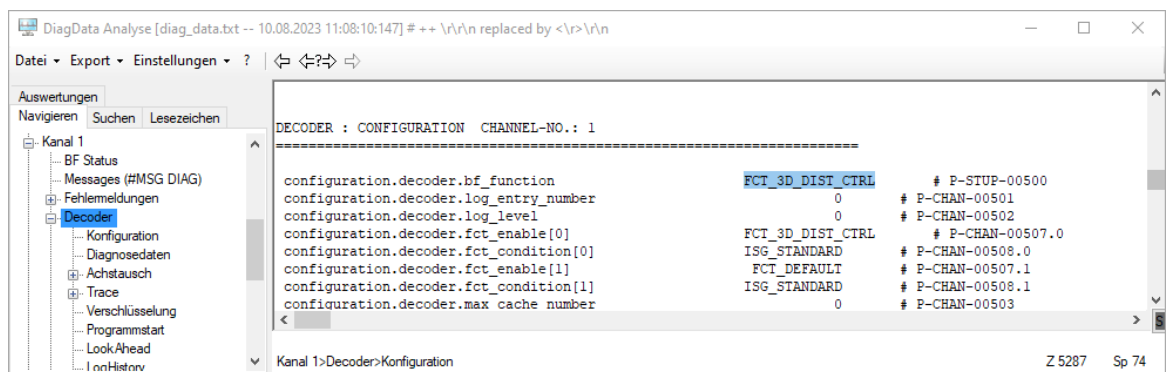 DiagData Analyse [diag_data.txt -- 10.08.2023 11:08:10:147] # ++ \r\r\n replaced by <\r>\r\n
Datei Export Einstellungen ?
Auswertungen
Navigieren Suchen Lesezeichen
Kanal 1
BF Status
Messages (#MSG DIAG)
Fehlermeldungen
Decoder
Konfiguration
Diagnosedaten
Achstausch
Trace
Verschlüsselung
Programmstart
LookAhead
LogHistory
DECODER : CONFIGURATION CHANNEL-NO.: 1
configuration.decoder.bf_function FCT_3D_DIST_CTRL # P-STUP-00500
configuration.decoder.log_entry_number 0 # P-CHAN-00501
configuration.decoder.log_level 0 # P-CHAN-00502
configuration.decoder.fct_enable[0] FCT_3D_DIST_CTRL # P-CHAN-00507.0
configuration.decoder.fct_condition[0] ISG_STANDARD # P-CHAN-00508.0
configuration.decoder.fct_enable[1] FCT_DEFAULT # P-CHAN-00507.1
configuration.decoder.fct_condition[1] ISG_STANDARD # P-CHAN-00508.1
configuration.decoder.max_cache_number 0 # P-CHAN-00503
S
Kanal 1>Decoder>Konfiguration Z 5287 Sp 74